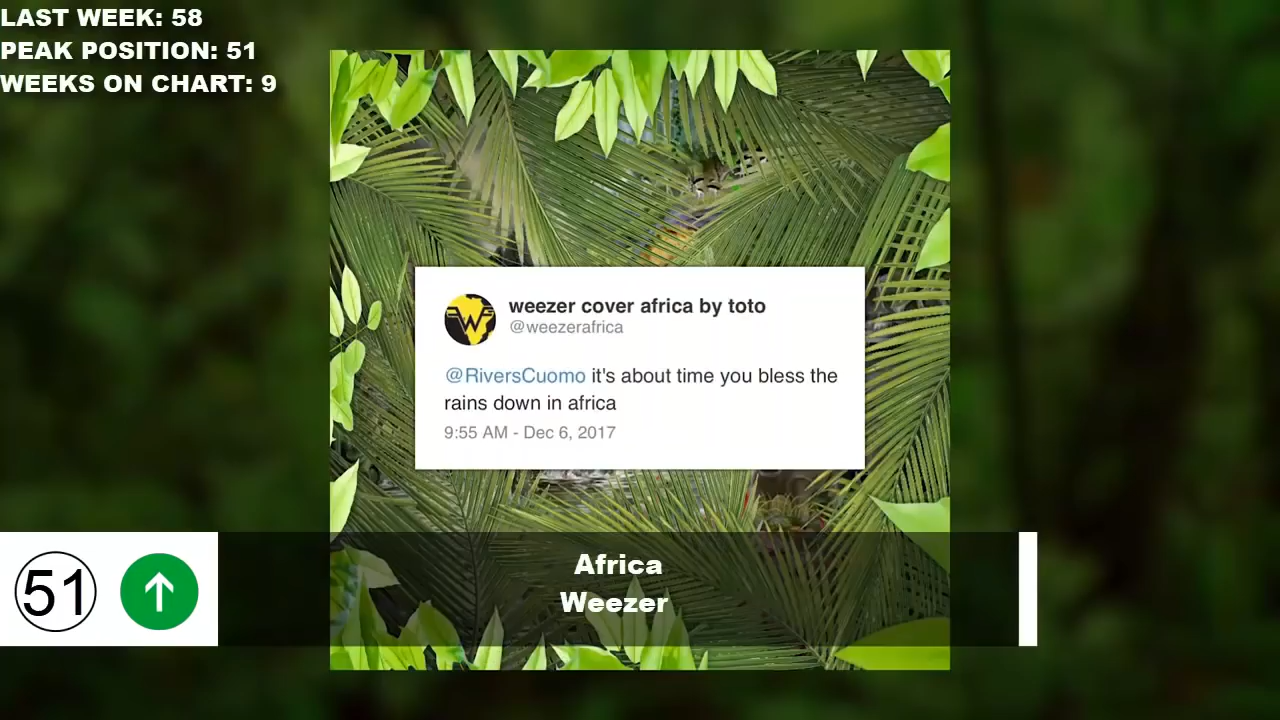 LAST WEEK: 58
PEAK POSITION: 51
WEEKS ON CHART: 9
W
weezer cover africa by toto
@weezerafrica
@RiversCuomo it's about time you bless the
rains down in africa
9:55 AM - Dec 6, 2017
51
Africa
Weezer